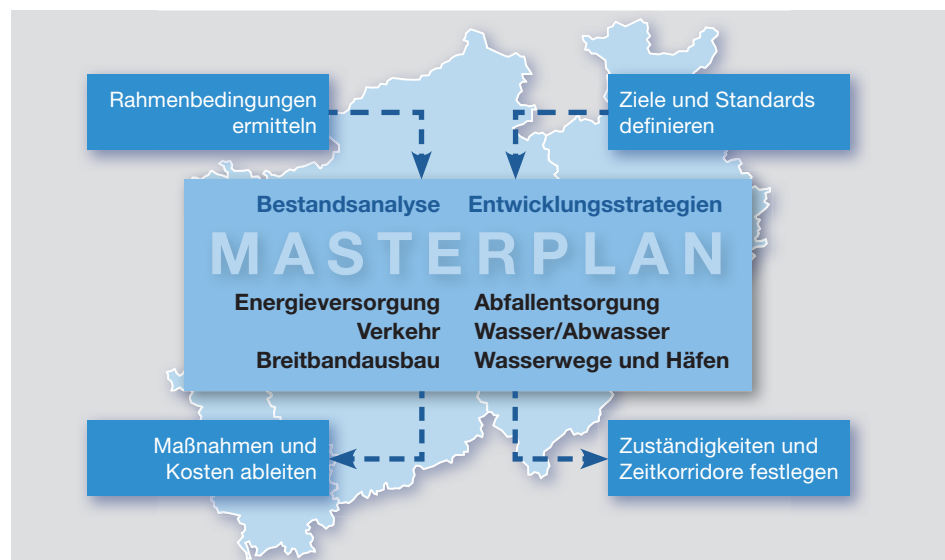 Rahmenbedingungen
ermitteln
Ziele und Standards
definieren
Bestandsanalyse
Entwicklungsstrategien
MASTERPLAN
Energieversorgung
Verkehr
Breitbandausbau
Abfallentsorgung
Wasser/Abwasser
Wasserwege und Häfen
Maßnahmen und
Kosten ableiten
Zuständigkeiten und
Zeitkorridore festlegen